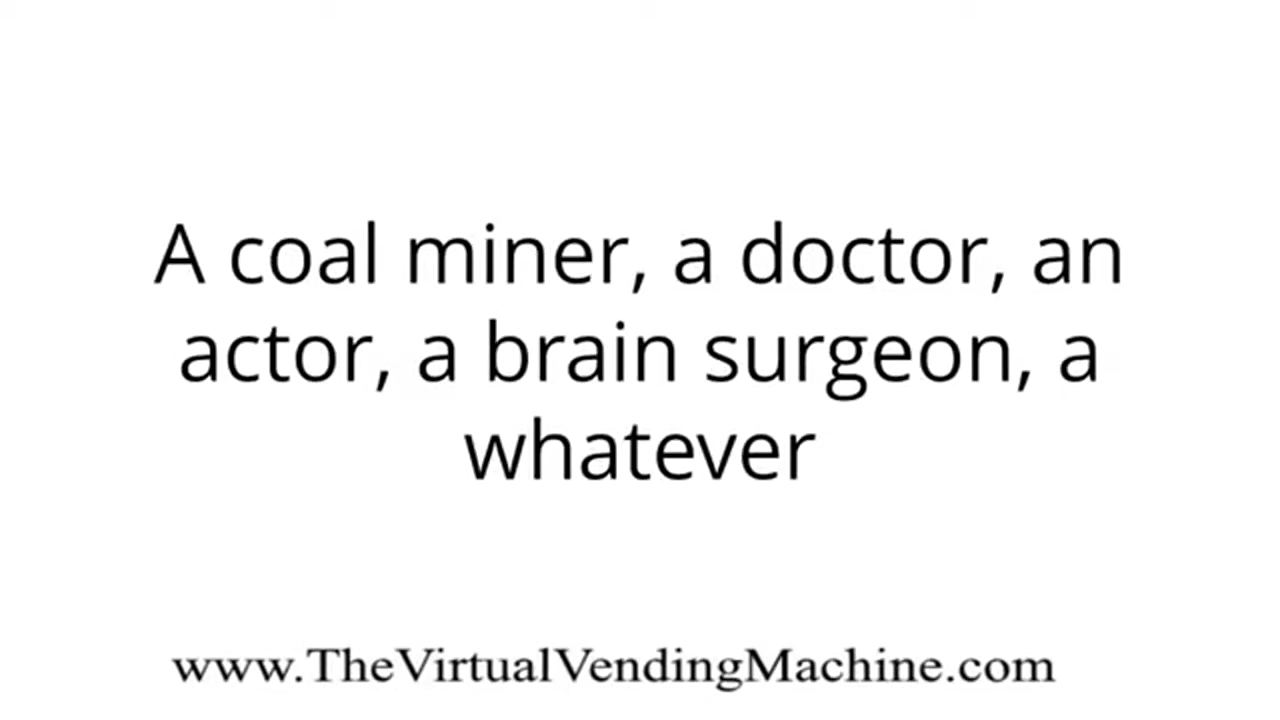 A coal miner, a doctor, an
actor, a brain surgeon, a
whatever
www.TheVirtualVendingMachine.com